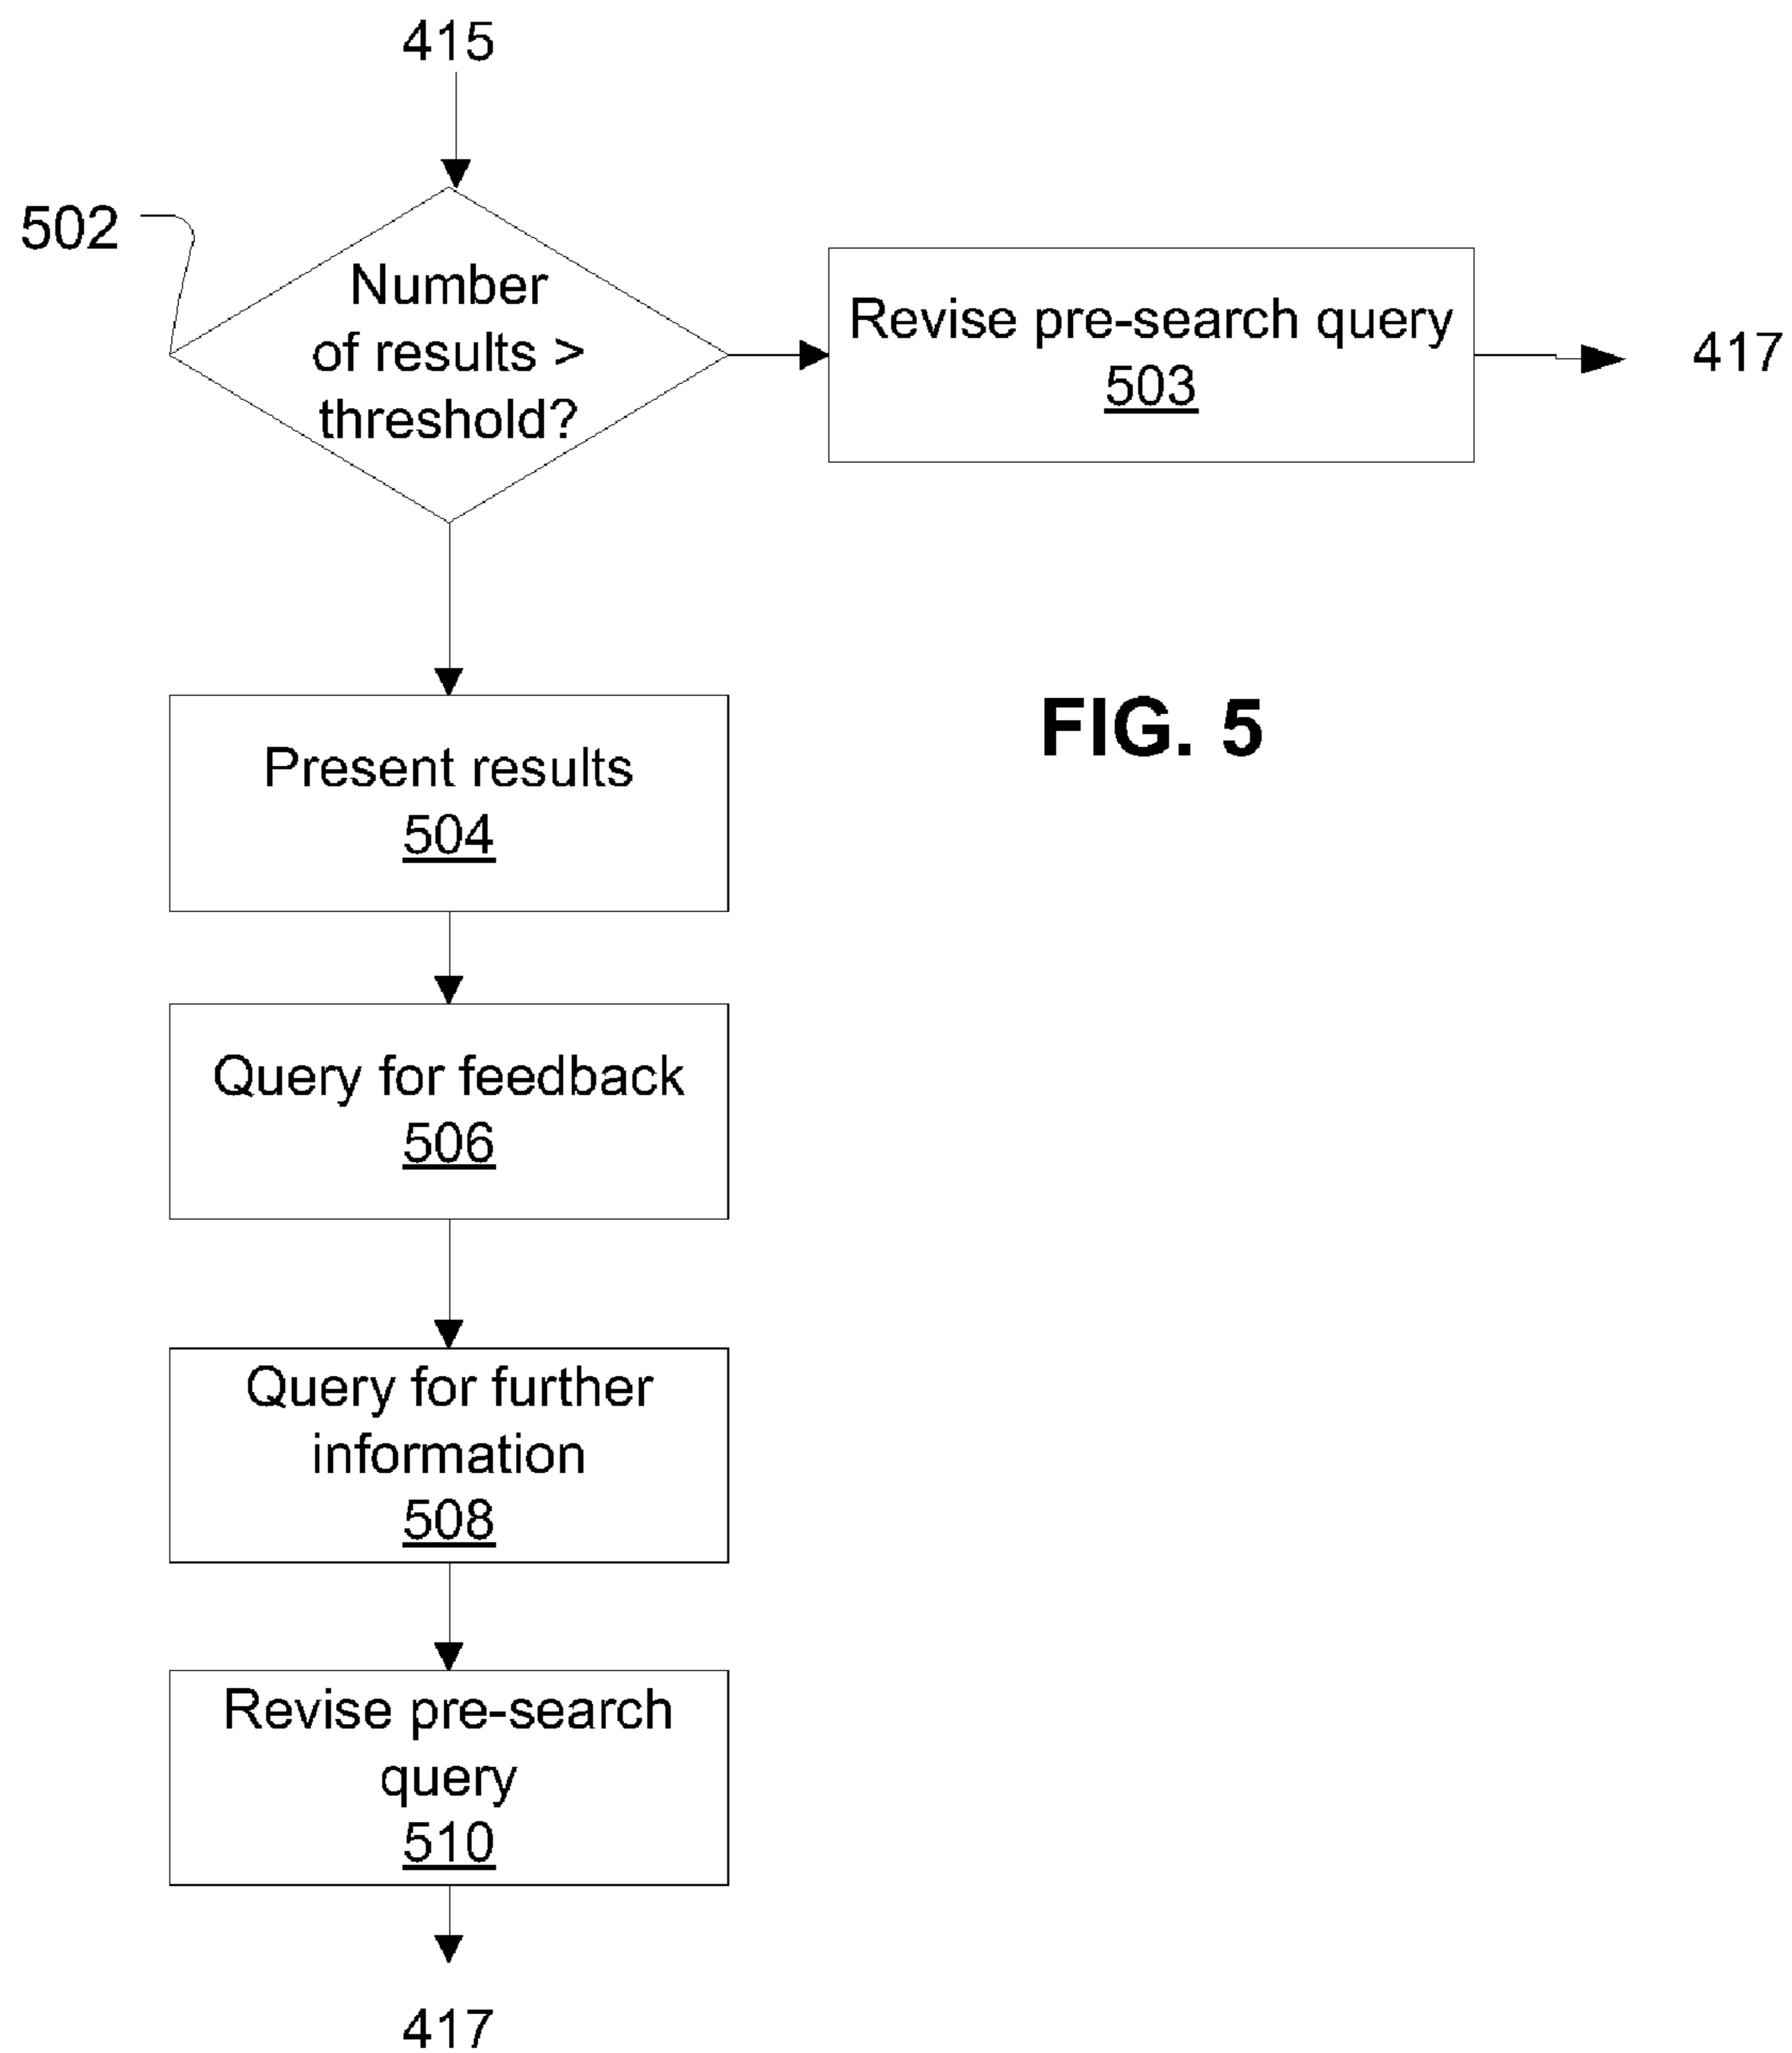 415
502
Number
of results >
threshold?
Revise pre-search query
503
417
FIG. 5
Present results
504
Query for feedback
506
Query for further
information
508
Revise pre-search
query
510
417